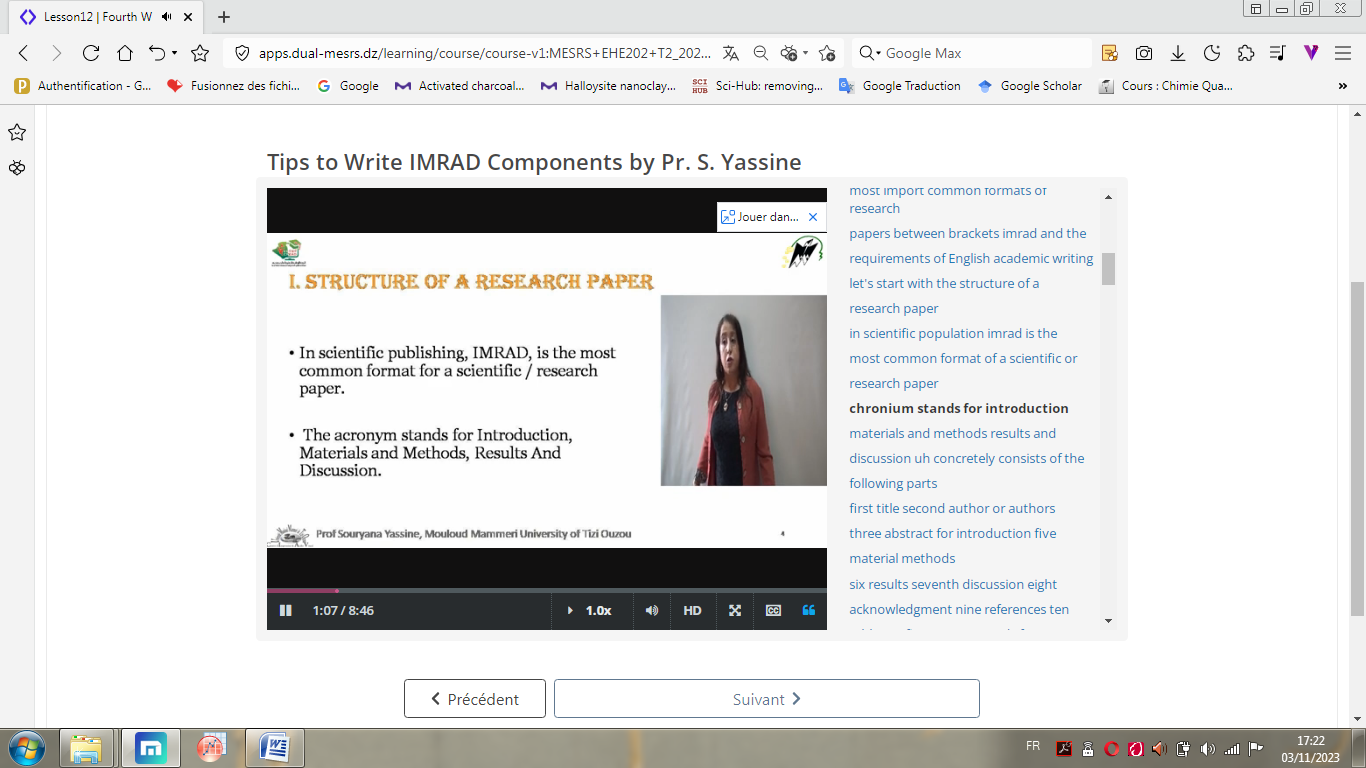 Lesson12 | Fourth W
apps.dual-mesrs.dz/learning/course/course-v1:MESRS+EHE202+T2_202...
Google Max
Authentification - G...
Fusionnez des fichi...
Google
Activated charcoal...
Halloysite nanoclay...
SCI HUB
Sci-Hub: removing...
Google Traduction
Google Scholar
Cours : Chimie Qua...
Tips to Write IMRAD Components by Pr. S. Yassine
Jouer dan...
I. STRUCTURE OF A RESEARCH PAPER
• In scientific publishing, IMRAD, is the most
common format for a scientific / research
paper.
• The acronym stands for Introduction,
Materials and Methods, Results And
Discussion.
Prof Souryana Yassine, Mouloud Mammeri University of Tizi Ouzou
4
1:07 / 8:46
1.0x
HD
CC
most import common formats of
research
papers between brackets imrad and the
requirements of English academic writing
let's start with the structure of a
research paper
in scientific population imrad is the
most common format of a scientific or
research paper
chronium stands for introduction
materials and methods results and
discussion uh concretely consists of the
following parts
first title second author or authors
three abstract for introduction five
material methods
six results seventh discussion eight
acknowledgment nine references ten
Précédent
Suivant
FR
17:22
03/11/2023